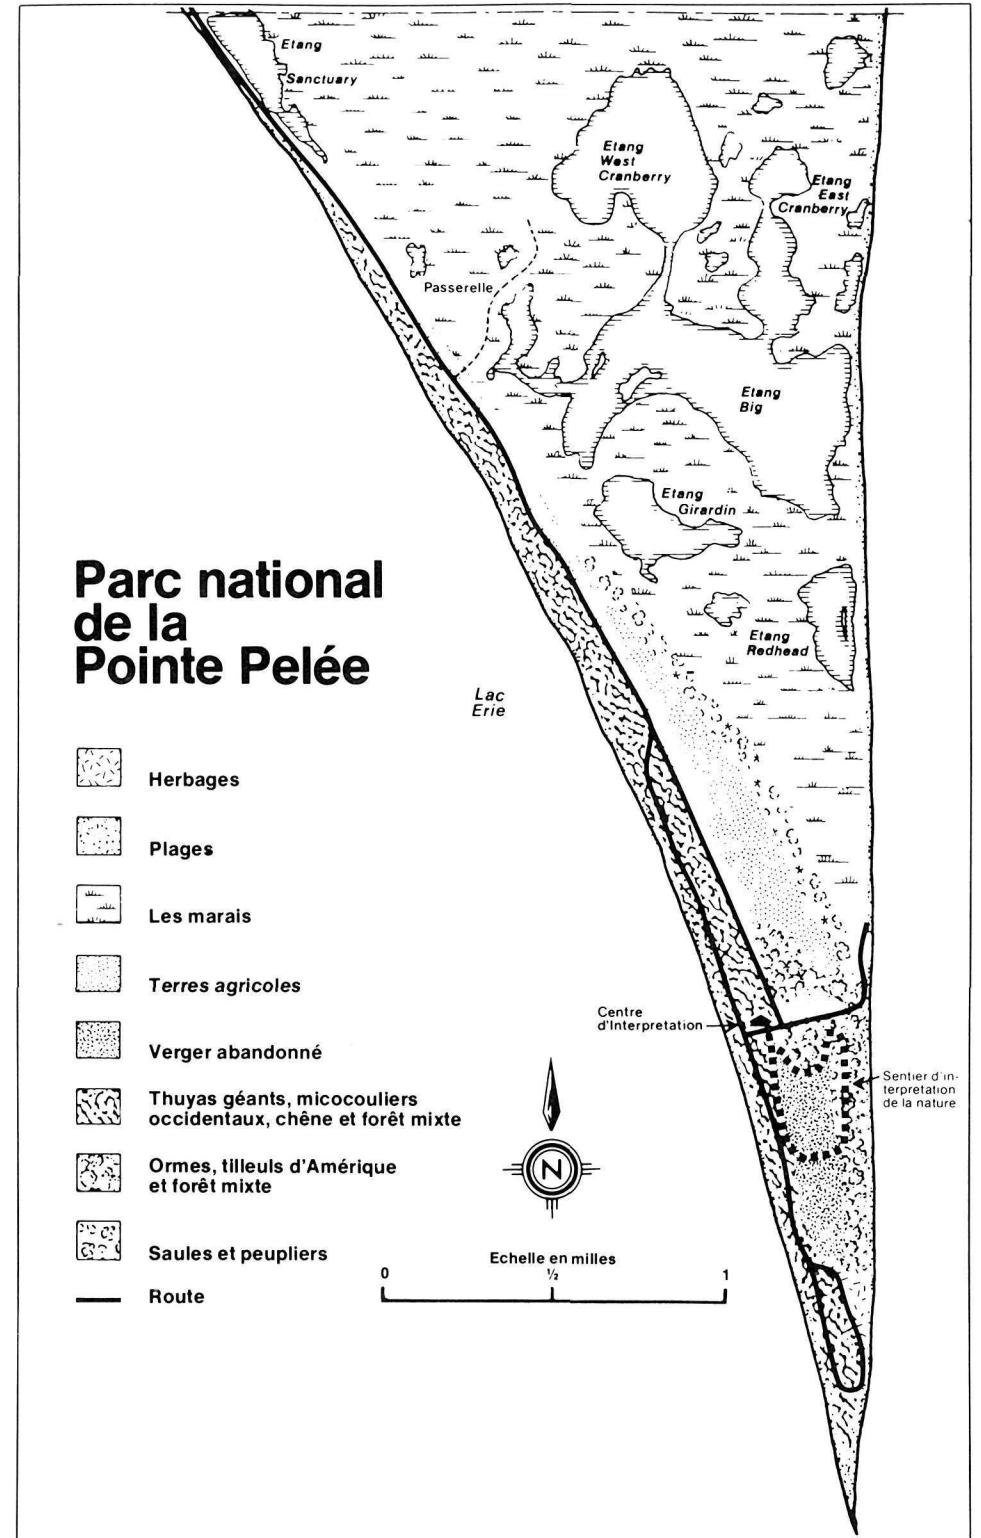 Etang
Sanctuary
Etang
West
Cranberry
Etang
East
Cranberry
Passerelle
Etang
Big
Etang
Girardin
Etang
Redhead
Parc national
de la
Pointe Pelée
Lac
Erie
Herbages
Plages
Les marais
Terres agricoles
Verger abandonné
Thuyas géants, micocouliers
occidentaux, chêne et forêt mixte
Ormes, tilleuls d'Amérique
et forêt mixte
Saules et peupliers
Route
Centre
d'Interpretation
Sentier d'in-
terpretation
de la nature
N
Echelle en milles
0 ½ 1